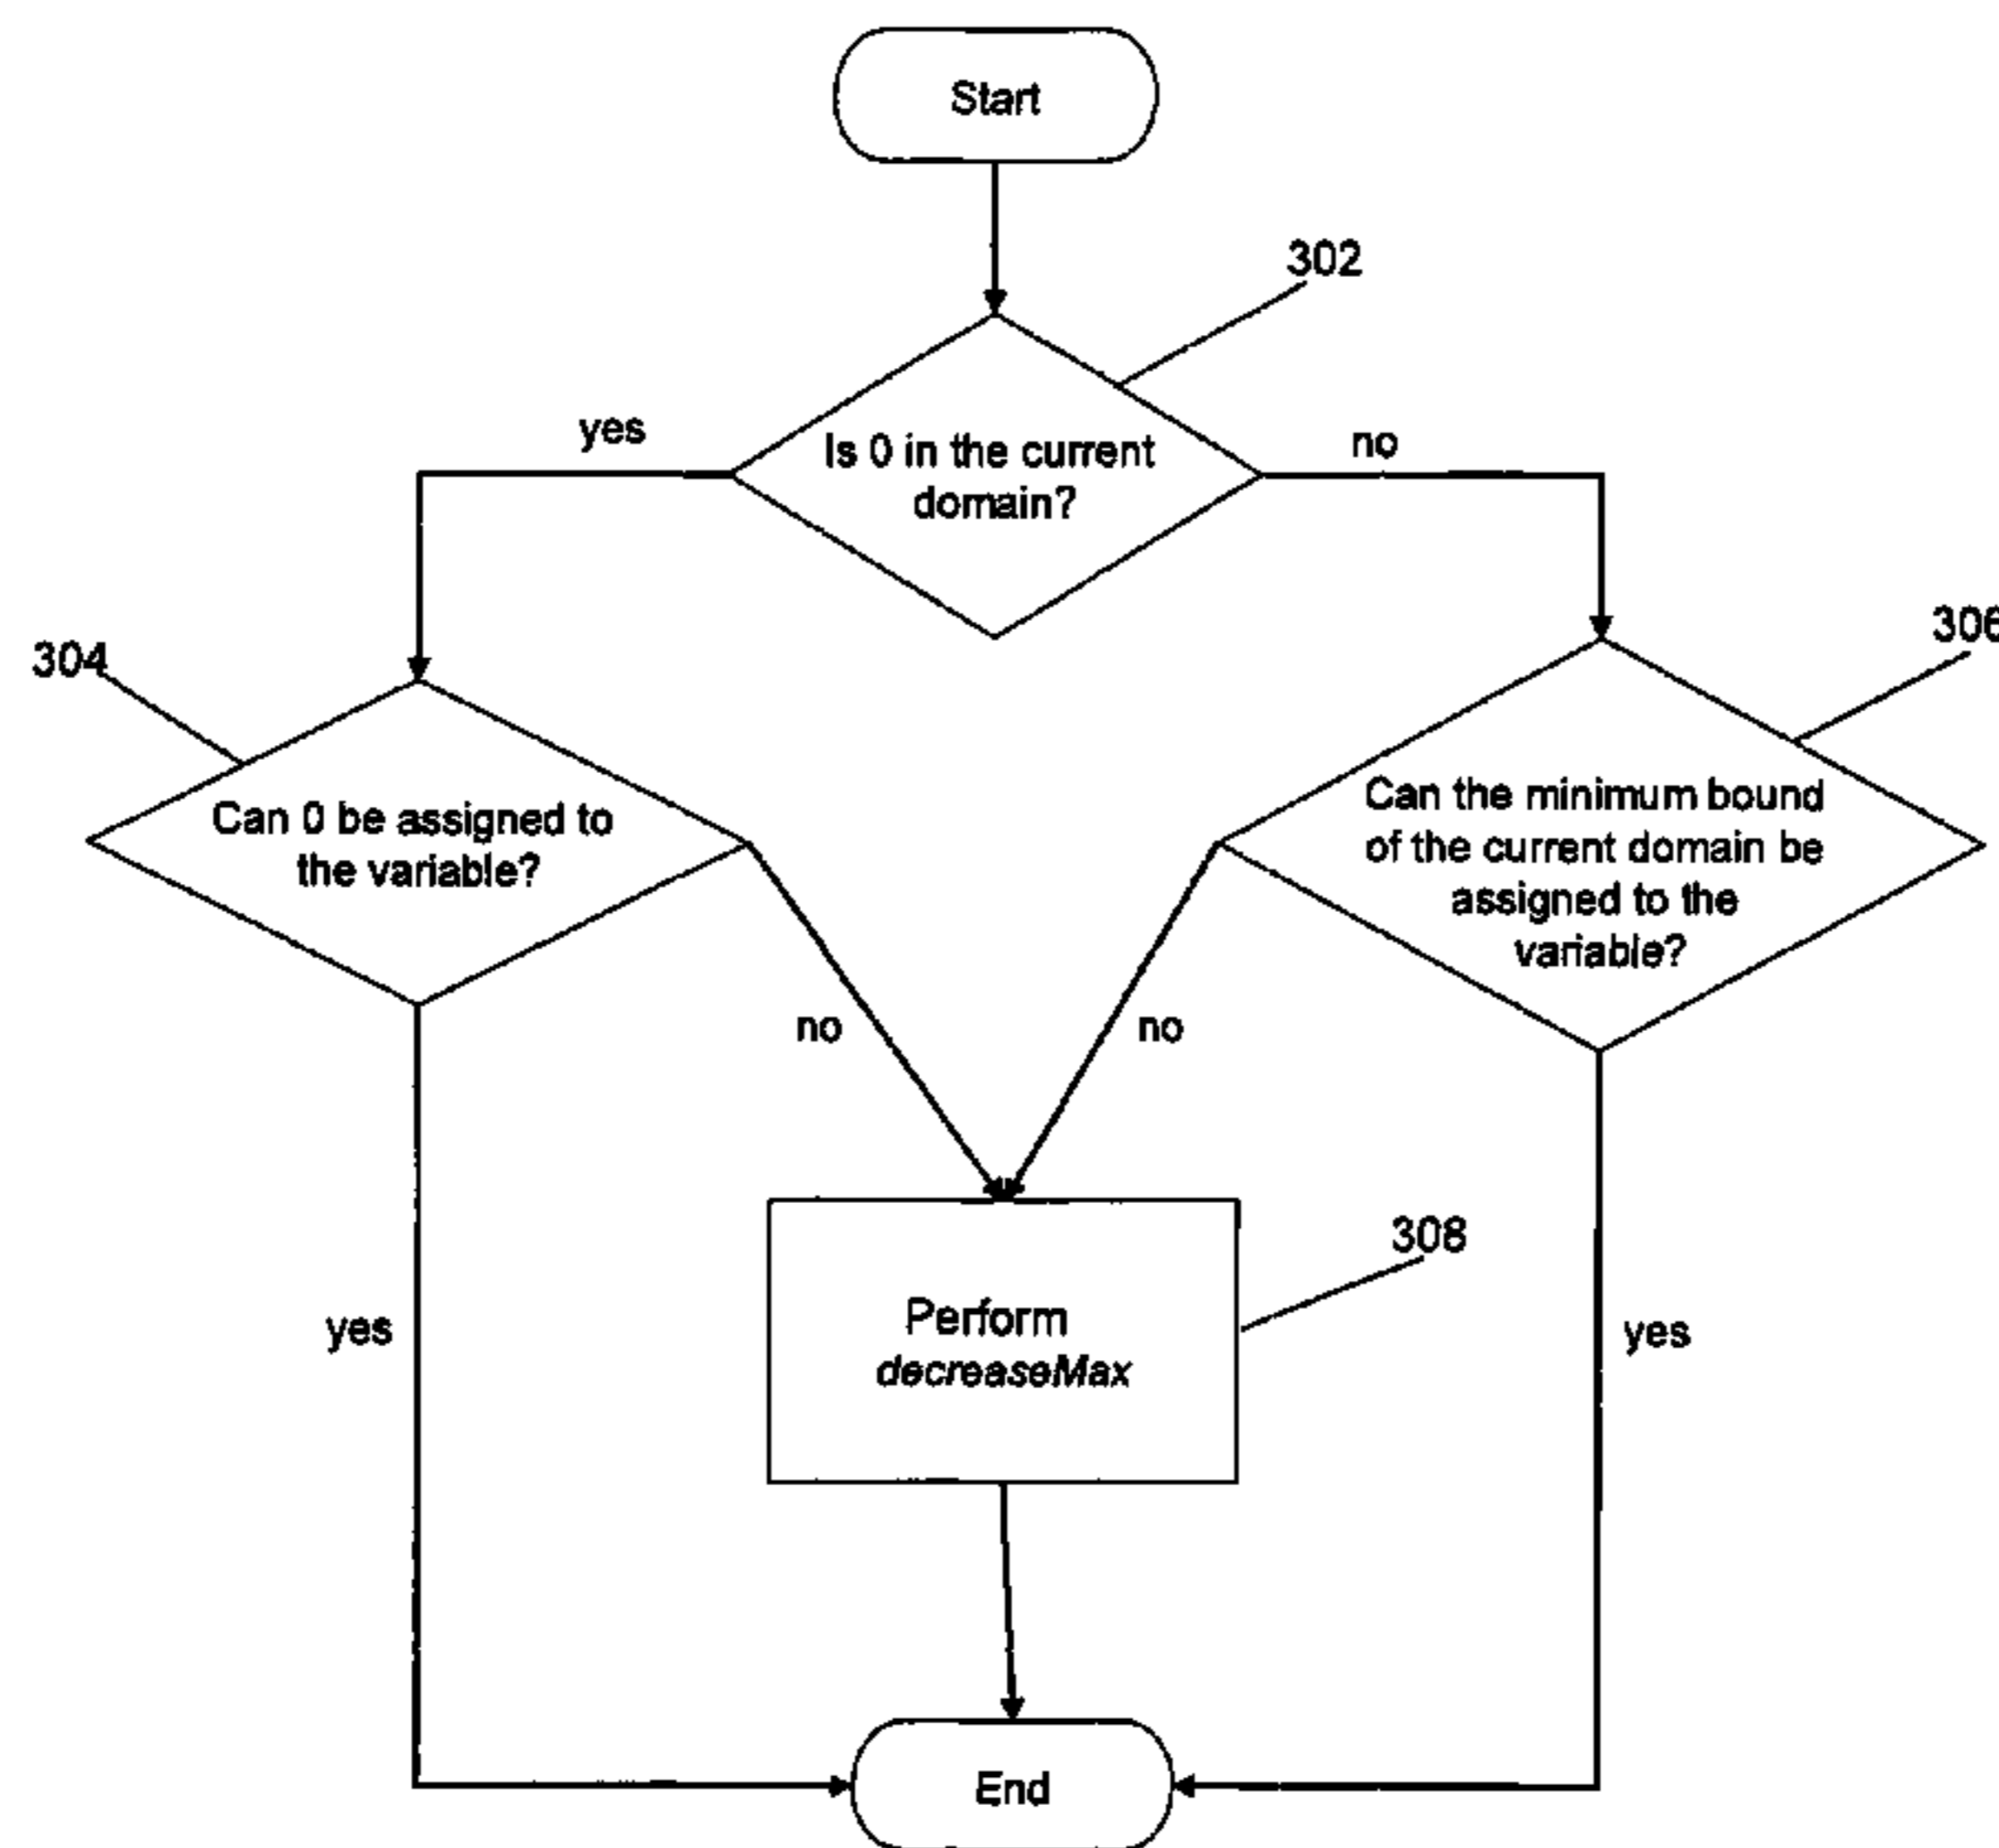 Start
302
yes
Is 0 in the current
domain?
no
304
306
Can 0 be assigned to
the variable?
Can the minimum bound
of the current domain be
assigned to the
variable?
no
no
308
Perform
decreaseMax
yes
yes
End